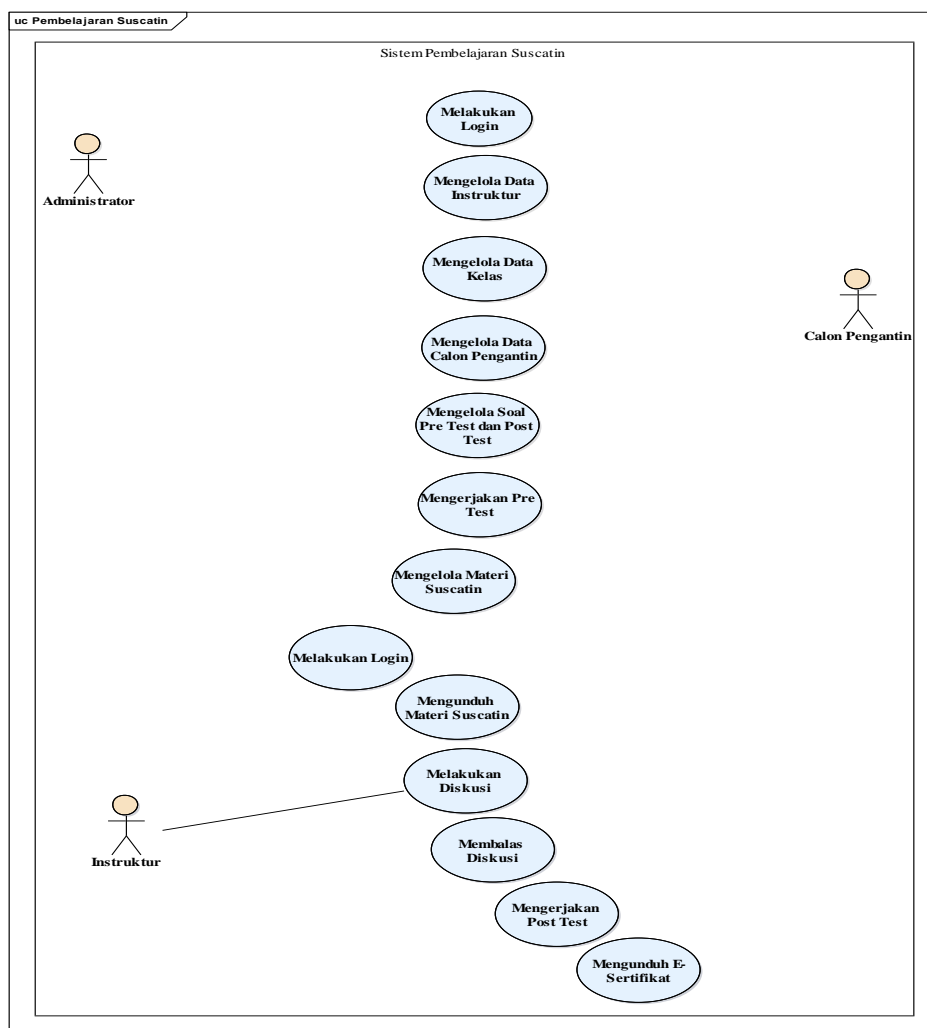 uc Pembelajaran Suscatin
Sistem Pembelajaran Suscatin
Melakukan
Login
Administrator
Mengelola Data
Instruktur
Mengelola Data
Kelas
Calon Pengantin
Mengelola Data
Calon Pengantin
Mengelola Soal
Pre Test dan Post
Test
Mengerjakan Pre
Test
Mengelola Materi
Suscatin
Melakukan Login
Mengunduh
Materi Suscatin
Melakukan
Diskusi
Instruktur
Membalas
Diskusi
Mengerjakan
Post Test
Mengunduh E-
Sertifikat